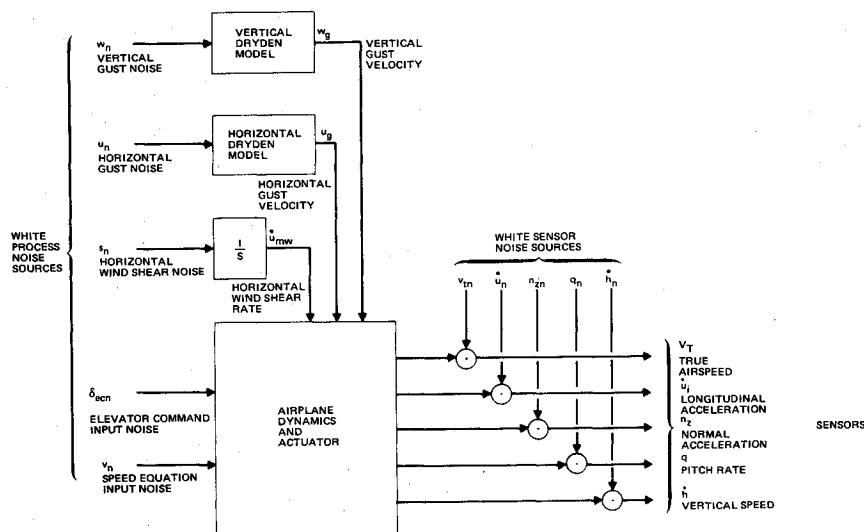 w_n
VERTICAL
GUST NOISE
VERTICAL
DRYDEN
MODEL
w_g
VERTICAL
GUST
VELOCITY
u_n
HORIZONTAL
GUST NOISE
HORIZONTAL
DRYDEN
MODEL
u_g
HORIZONTAL
GUST
VELOCITY
WHITE
PROCESS
NOISE
SOURCES
s_n
HORIZONTAL
WIND SHEAR NOISE
I
S
u̇_mw
HORIZONTAL
WIND SHEAR
RATE
δ_ecn
ELEVATOR COMMAND
INPUT NOISE
v_n
SPEED EQUATION
INPUT NOISE
AIRPLANE
DYNAMICS
AND
ACTUATOR
WHITE SENSOR
NOISE SOURCES
v_tn u̇_n n_zn q_n ḣ_n
V_T
TRUE
AIRSPEED
u̇_i
LONGITUDINAL
ACCELERATION
n_z
NORMAL
ACCELERATION
q
PITCH RATE
ḣ
VERTICAL SPEED
SENSORS